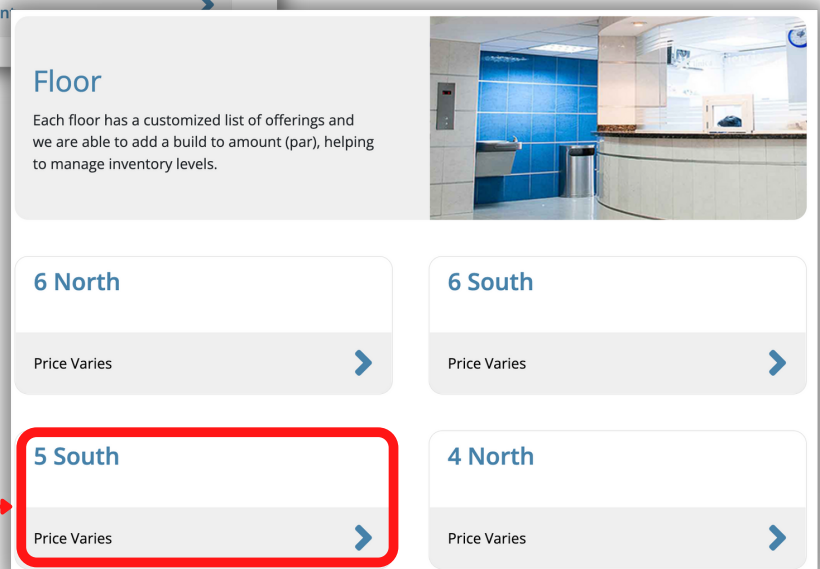 Floor
Each floor has a customized list of offerings and
we are able to add a build to amount (par), helping
to manage inventory levels.
6 North
6 South
Price Varies
Price Varies
5 South
4 North
Price Varies
Price Varies